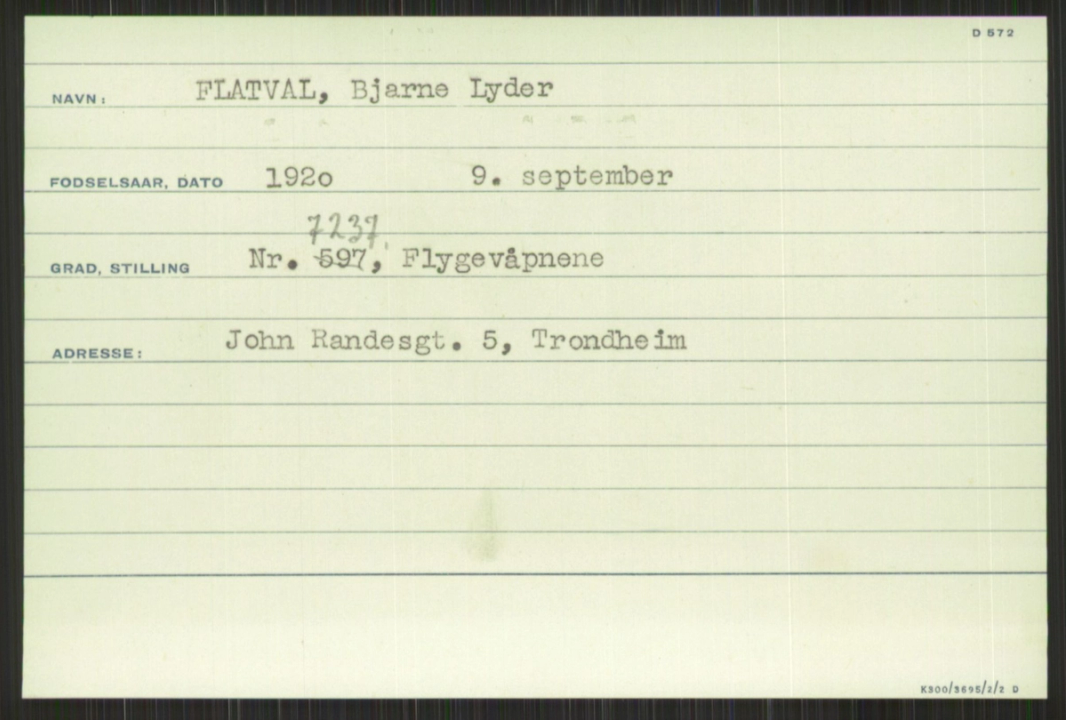 D 572
NAVN: FLATVAL, Bjarne Lyder
FODSELSAAR, DATO 1920 9. september
7237
GRAD, STILLING Nr. 597, Flygevåpnene
ADRESSE: John Randesgt. 5, Trondheim
K300/3695/2/2 D